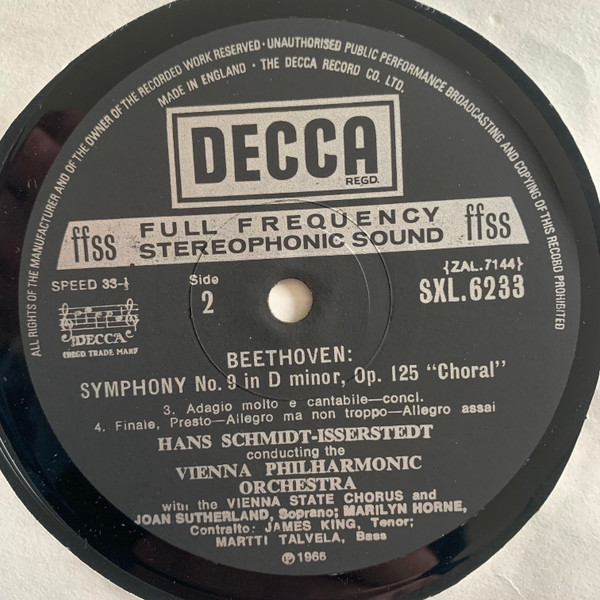 ALL RIGHTS OF THE MANUFACTURER AND OF THE OWNER OF THE RECORDED WORK RESERVED · UNAUTHORISED PUBLIC PERFORMANCE BROADCASTING AND COPYING OF THIS RECORD PROHIBITED
MADE IN ENGLAND · THE DECCA RECORD CO. LTD.
DECCA
REGD.
ffss FULL FREQUENCY ffss
STEREOPHONIC SOUND
SPEED 33⅓
Side
2
{ZAL.7144}
SXL.6233
DECCA
(REGD. TRADE MARK)
BEETHOVEN:
SYMPHONY No. 9 in D minor, Op. 125 "Choral"
3. Adagio molto e cantabile—concl.
4. Finale, Presto—Allegro ma non troppo—Allegro assai
HANS SCHMIDT-ISSERSTEDT
conducting the
VIENNA PHILHARMONIC
ORCHESTRA
with the VIENNA STATE CHORUS and
JOAN SUTHERLAND, Soprano; MARILYN HORNE,
Contralto; JAMES KING, Tenor;
MARTTI TALVELA, Bass
℗1966